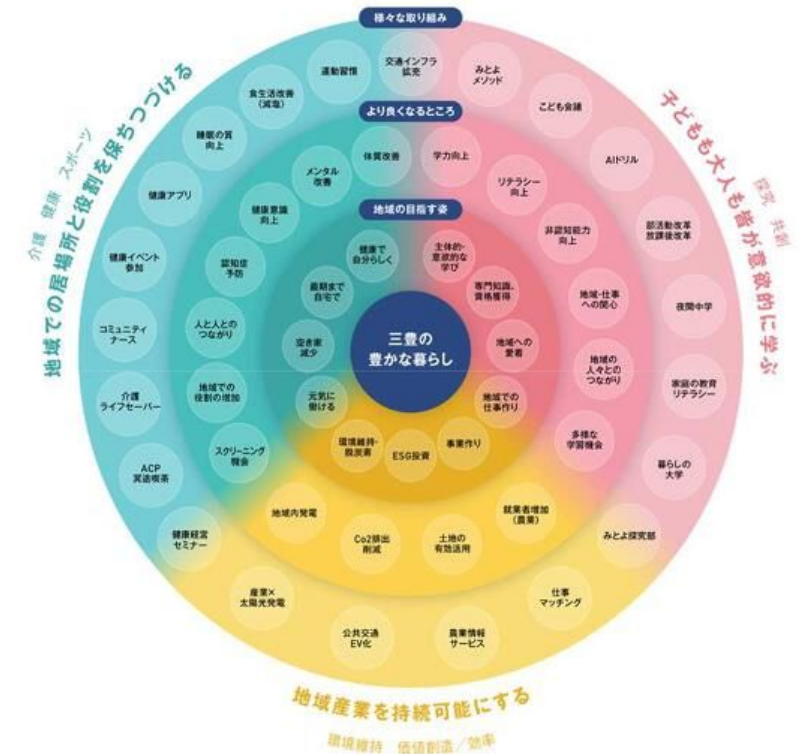 様々な取り組み
交通インフラ
拡充
みとよ
メソッド
こども会議
AIドリル
部活動改革
放課後改革
夜間中学
家庭の教育
リテラシー
暮らしの
大学
みとよ探究部
仕事
マッチング
農業情報
サービス
公共交通
EV化
産業×
太陽光発電
健康経営
セミナー
ACP
冥途喫茶
介護
ライフセーバー
コミュニティ
ナース
健康イベント
参加
健康アプリ
睡眠の質
向上
食生活改善
(減塩)
運動習慣
より良くなるところ
体質改善
学力向上
リテラシー
向上
非認知能力
向上
地域・仕事
への関心
地域の
人々との
つながり
多様な
学習機会
就業者増加
(農業)
土地の
有効活用
Co2排出
削減
地域内発電
スクリーニング
機会
地域での
役割の増加
人と人との
つながり
認知症
予防
健康意識
向上
メンタル
改善
地域の目指す姿
健康で
自分らしく
主体的・
意欲的な
学び
専門知識、
資格獲得
地域への
愛着
地域での
仕事作り
事業作り
ESG投資
環境維持・
脱炭素
元気に
働ける
空き家
減少
最期まで
自宅で
三豊の
豊かな暮らし
地域での居場所と役割を保ちつづける
介護 健康 スポーツ
子どもも大人も皆が意欲的に学ぶ
探究 共創
地域産業を持続可能にする
環境維持 価値創造/効率